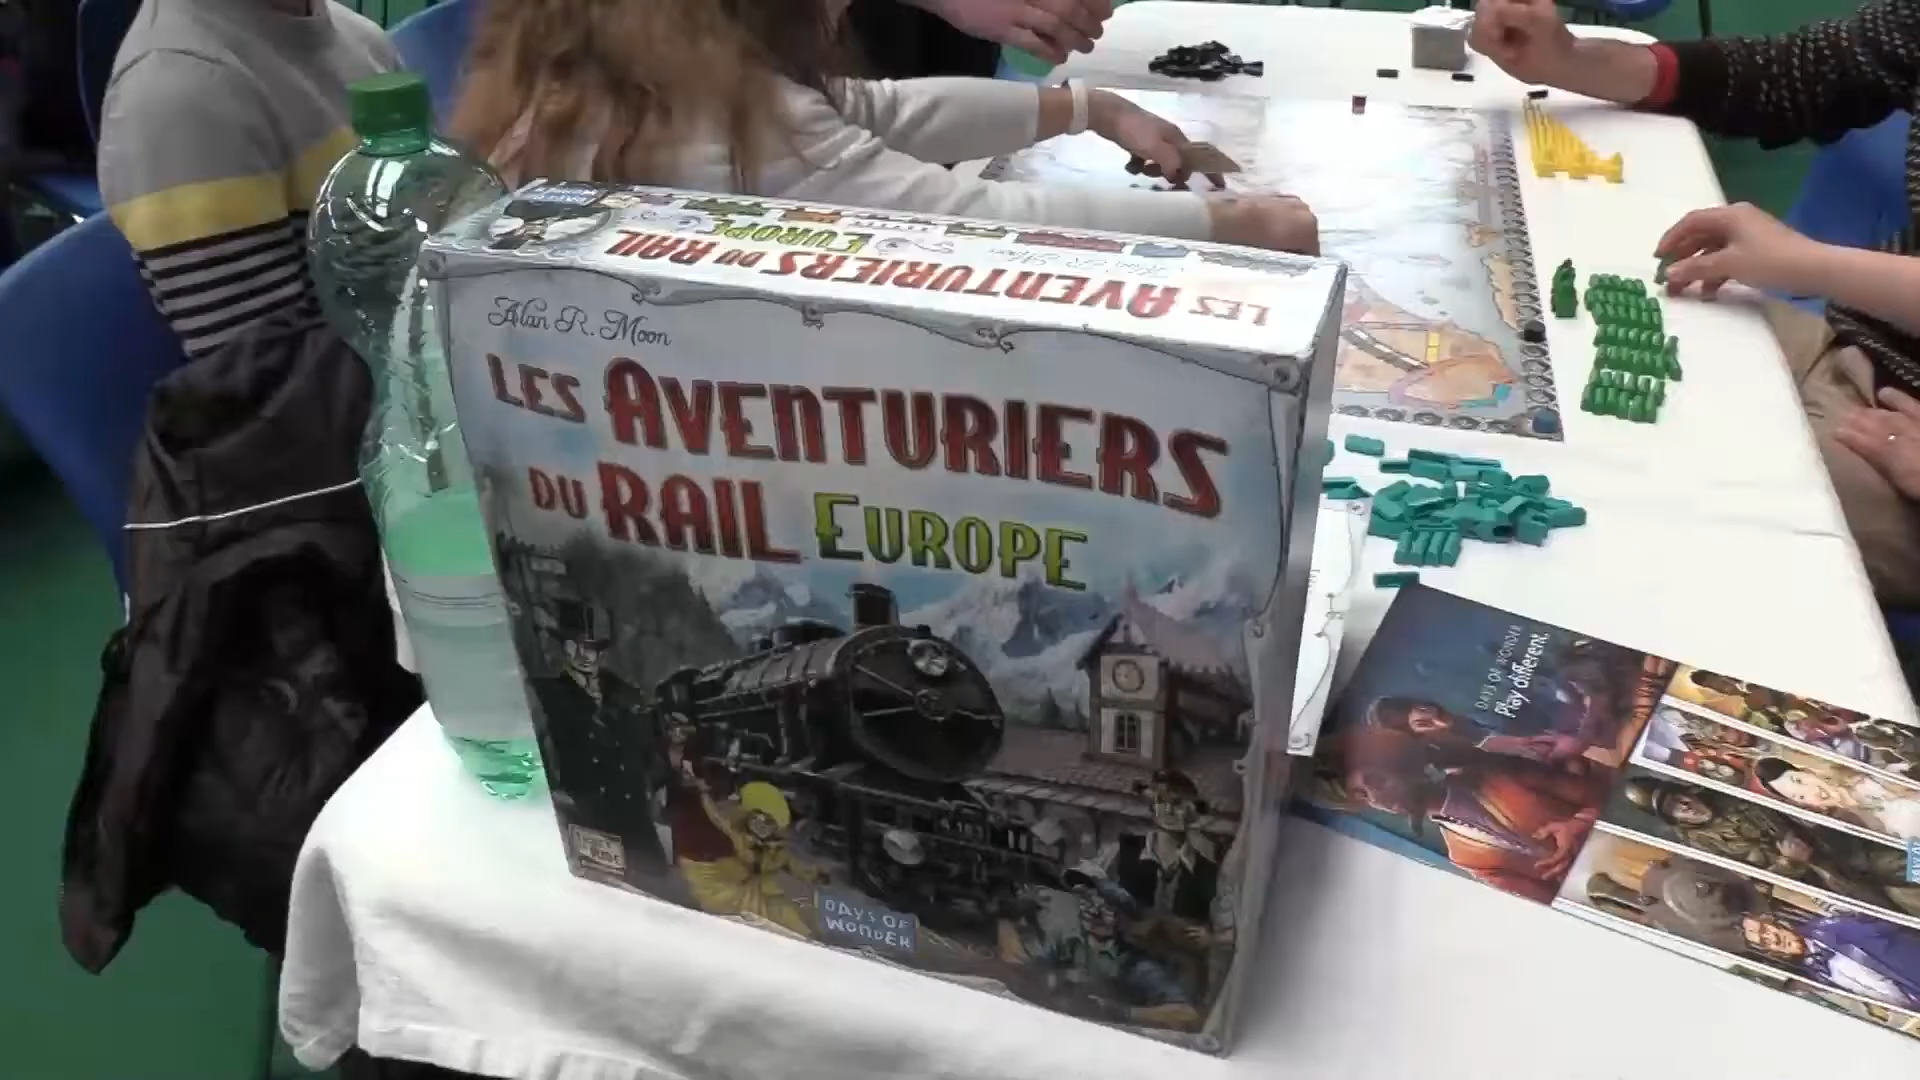 LES AVENTURIERS DU RAIL
EUROPE
Alan R. Moon
LES AVENTURIERS
DU RAIL EUROPE
DAYS OF
WONDER
DAYS OF WONDER
Play different.